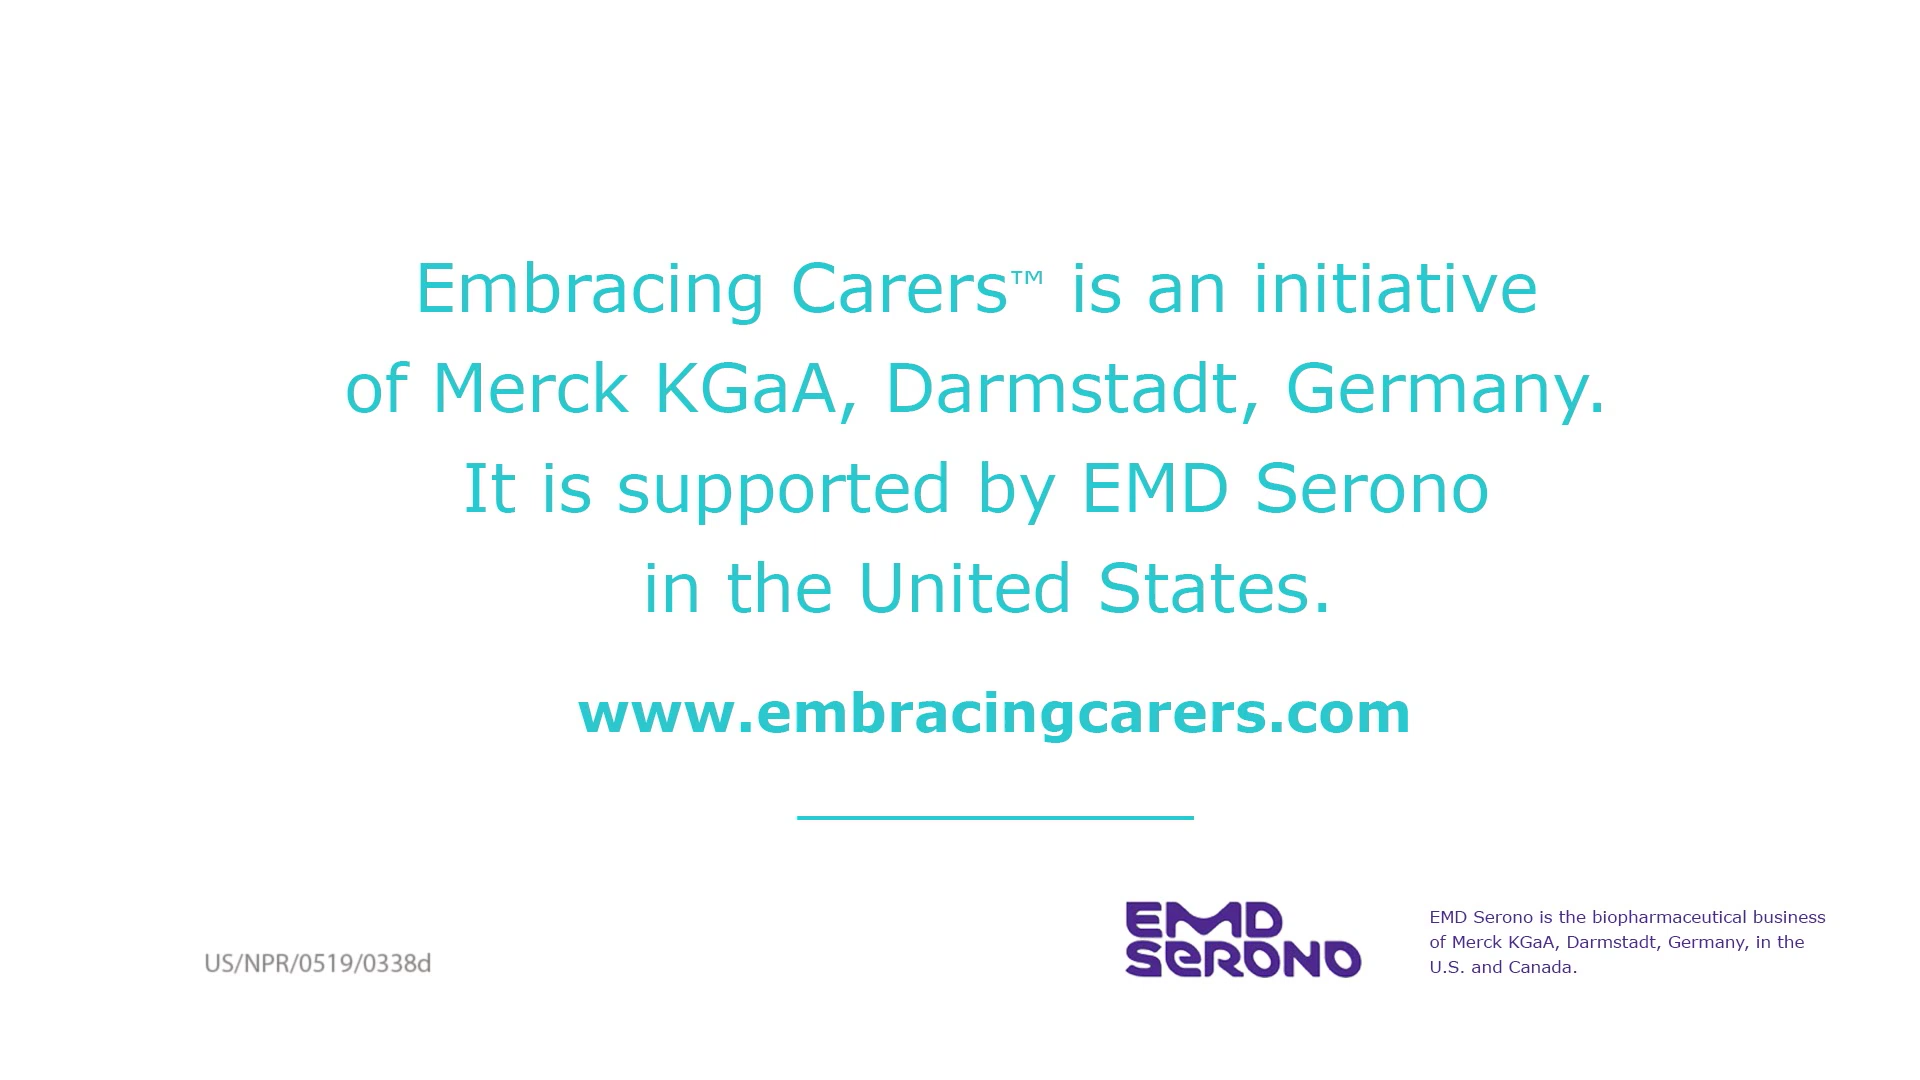 Embracing Carers™ is an initiative
of Merck KGaA, Darmstadt, Germany.
It is supported by EMD Serono
in the United States.
www.embracingcarers.com
US/NPR/0519/0338d
EMD
SERONO
EMD Serono is the biopharmaceutical business
of Merck KGaA, Darmstadt, Germany, in the
U.S. and Canada.